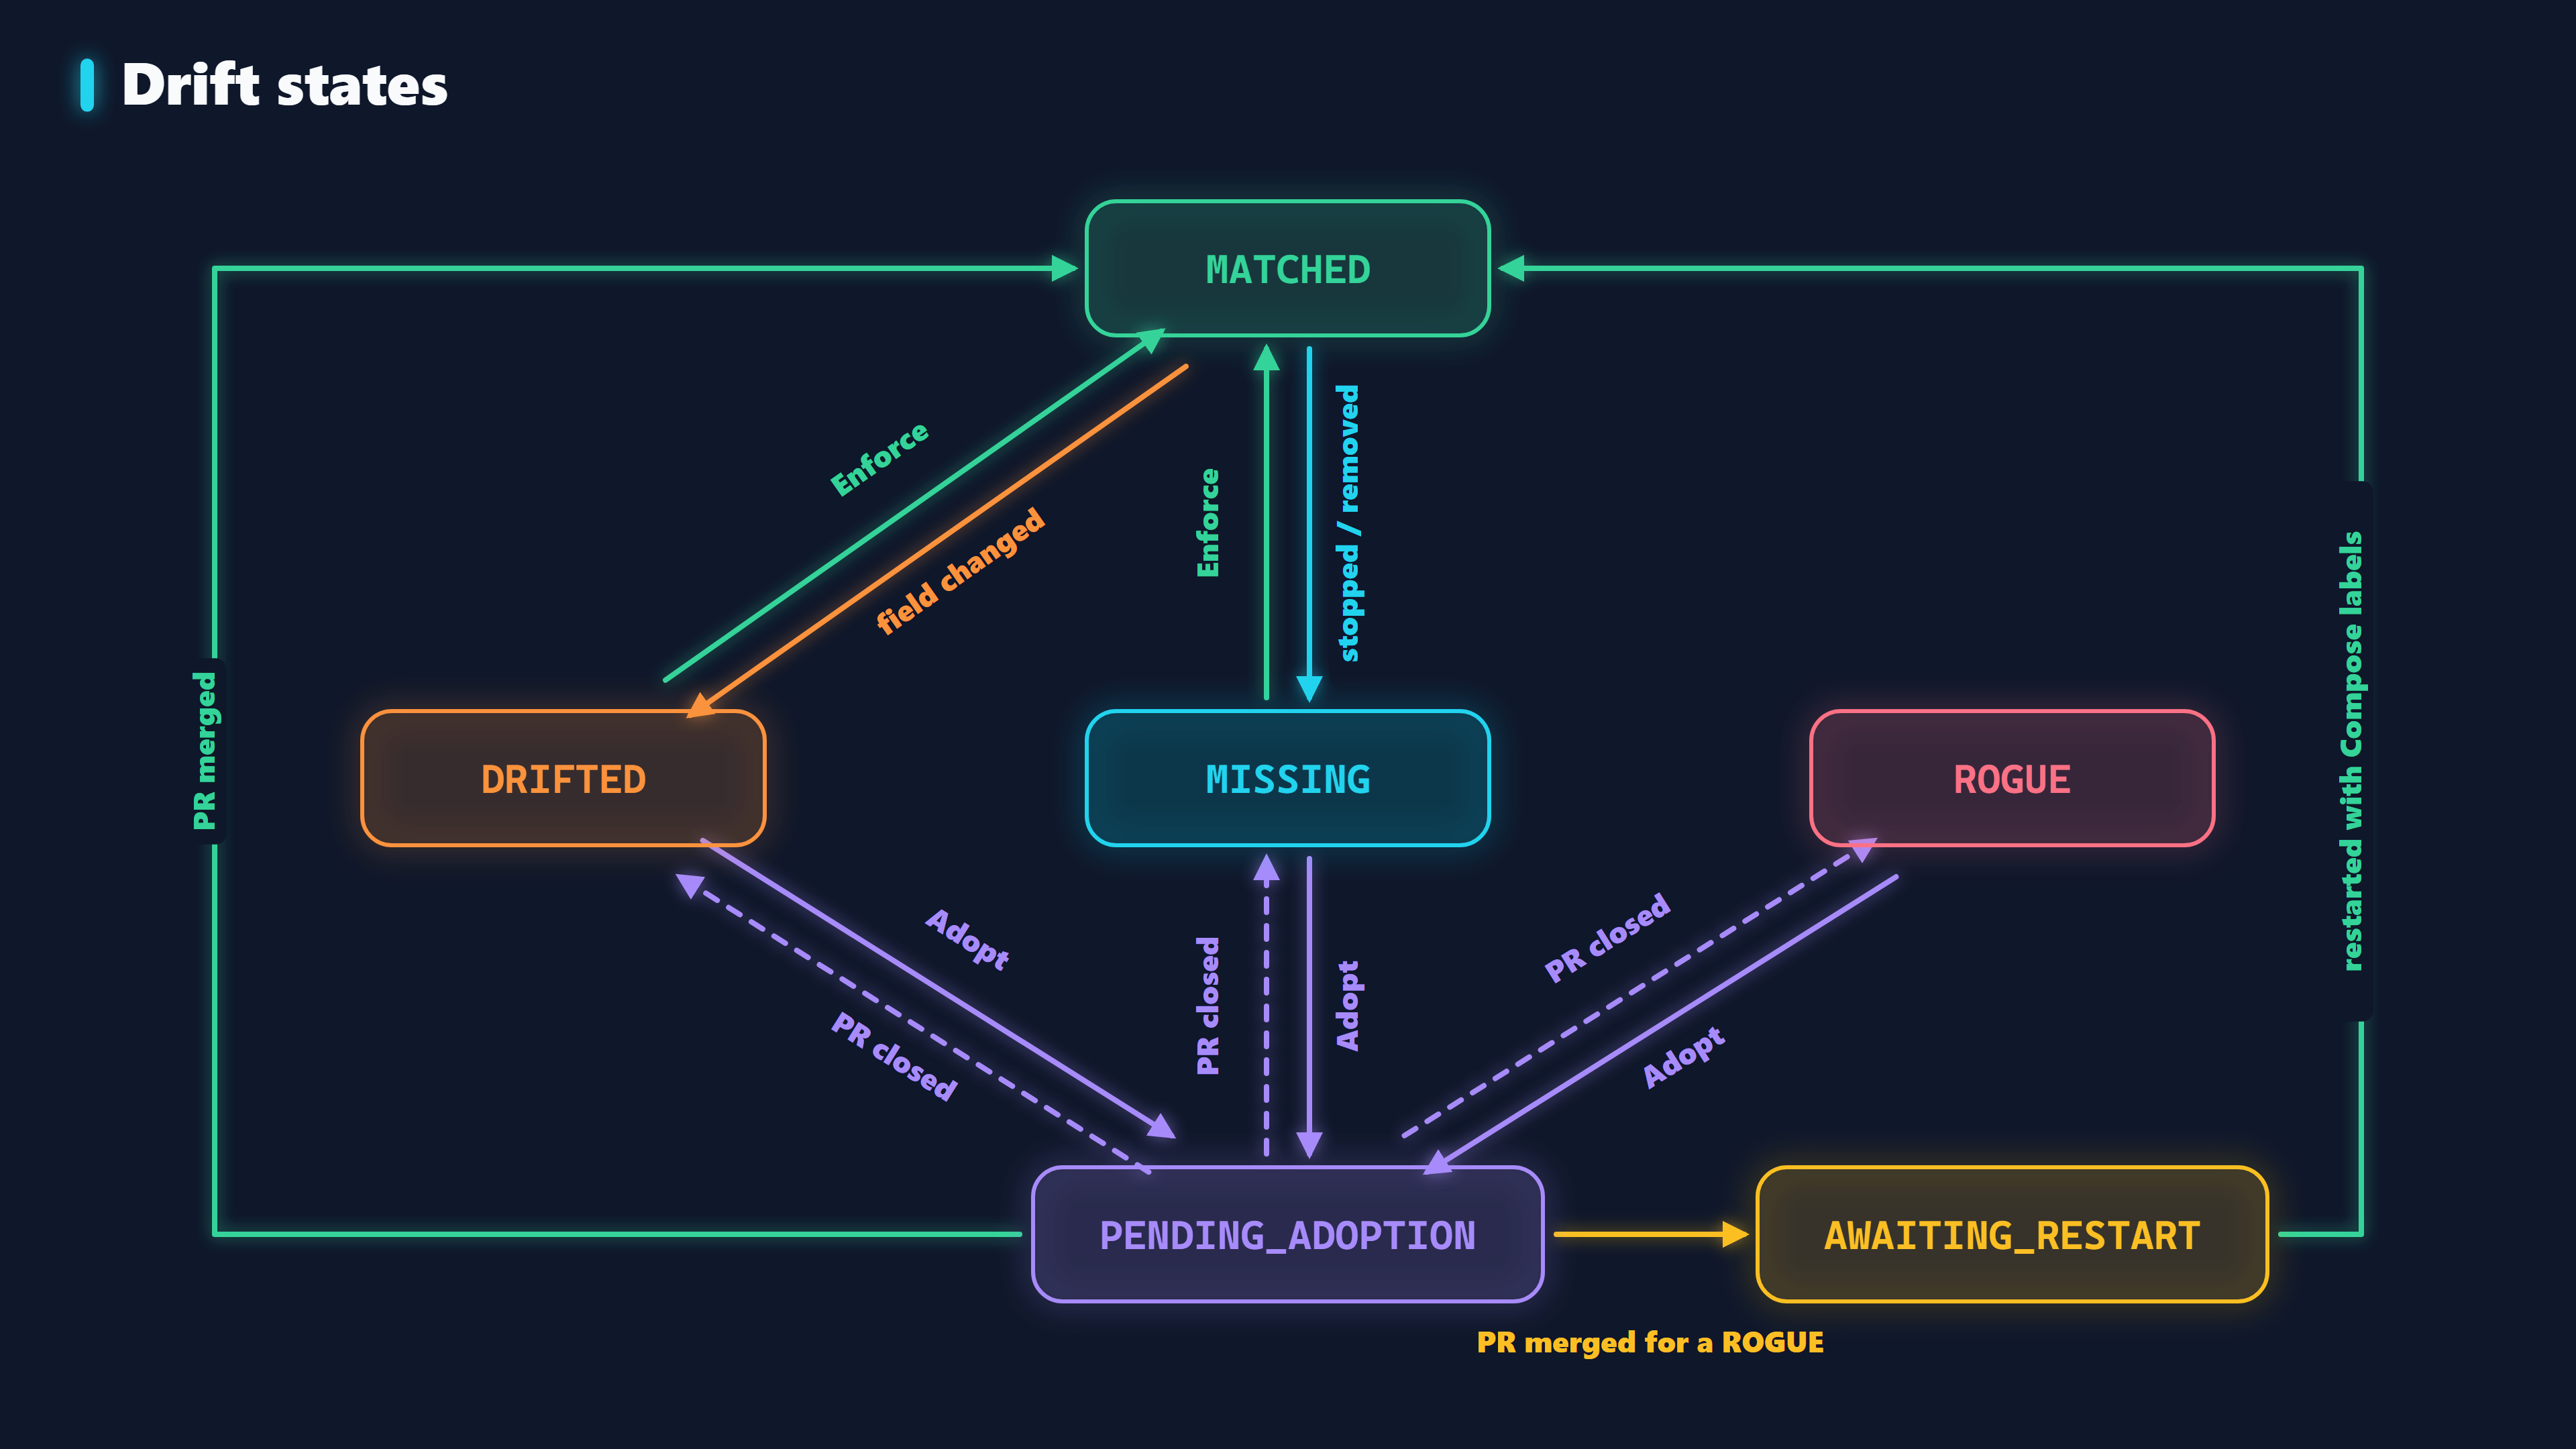 Drift states
MATCHED
Enforce
field changed
Enforce
stopped / removed
PR merged
restarted with Compose labels
DRIFTED
MISSING
ROGUE
Adopt
PR closed
PR closed
Adopt
PR closed
Adopt
PENDING_ADOPTION
AWAITING_RESTART
PR merged for a ROGUE